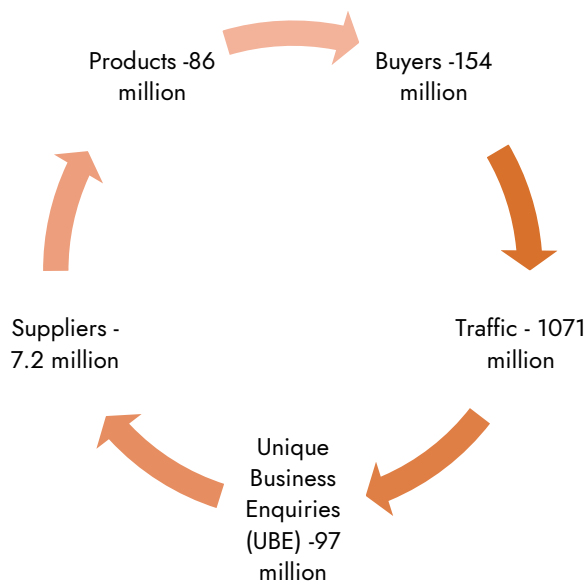 Products -86
million
Buyers -154
million
Traffic - 1071
million
Unique
Business
Enquiries
(UBE) -97
million
Suppliers -
7.2 million